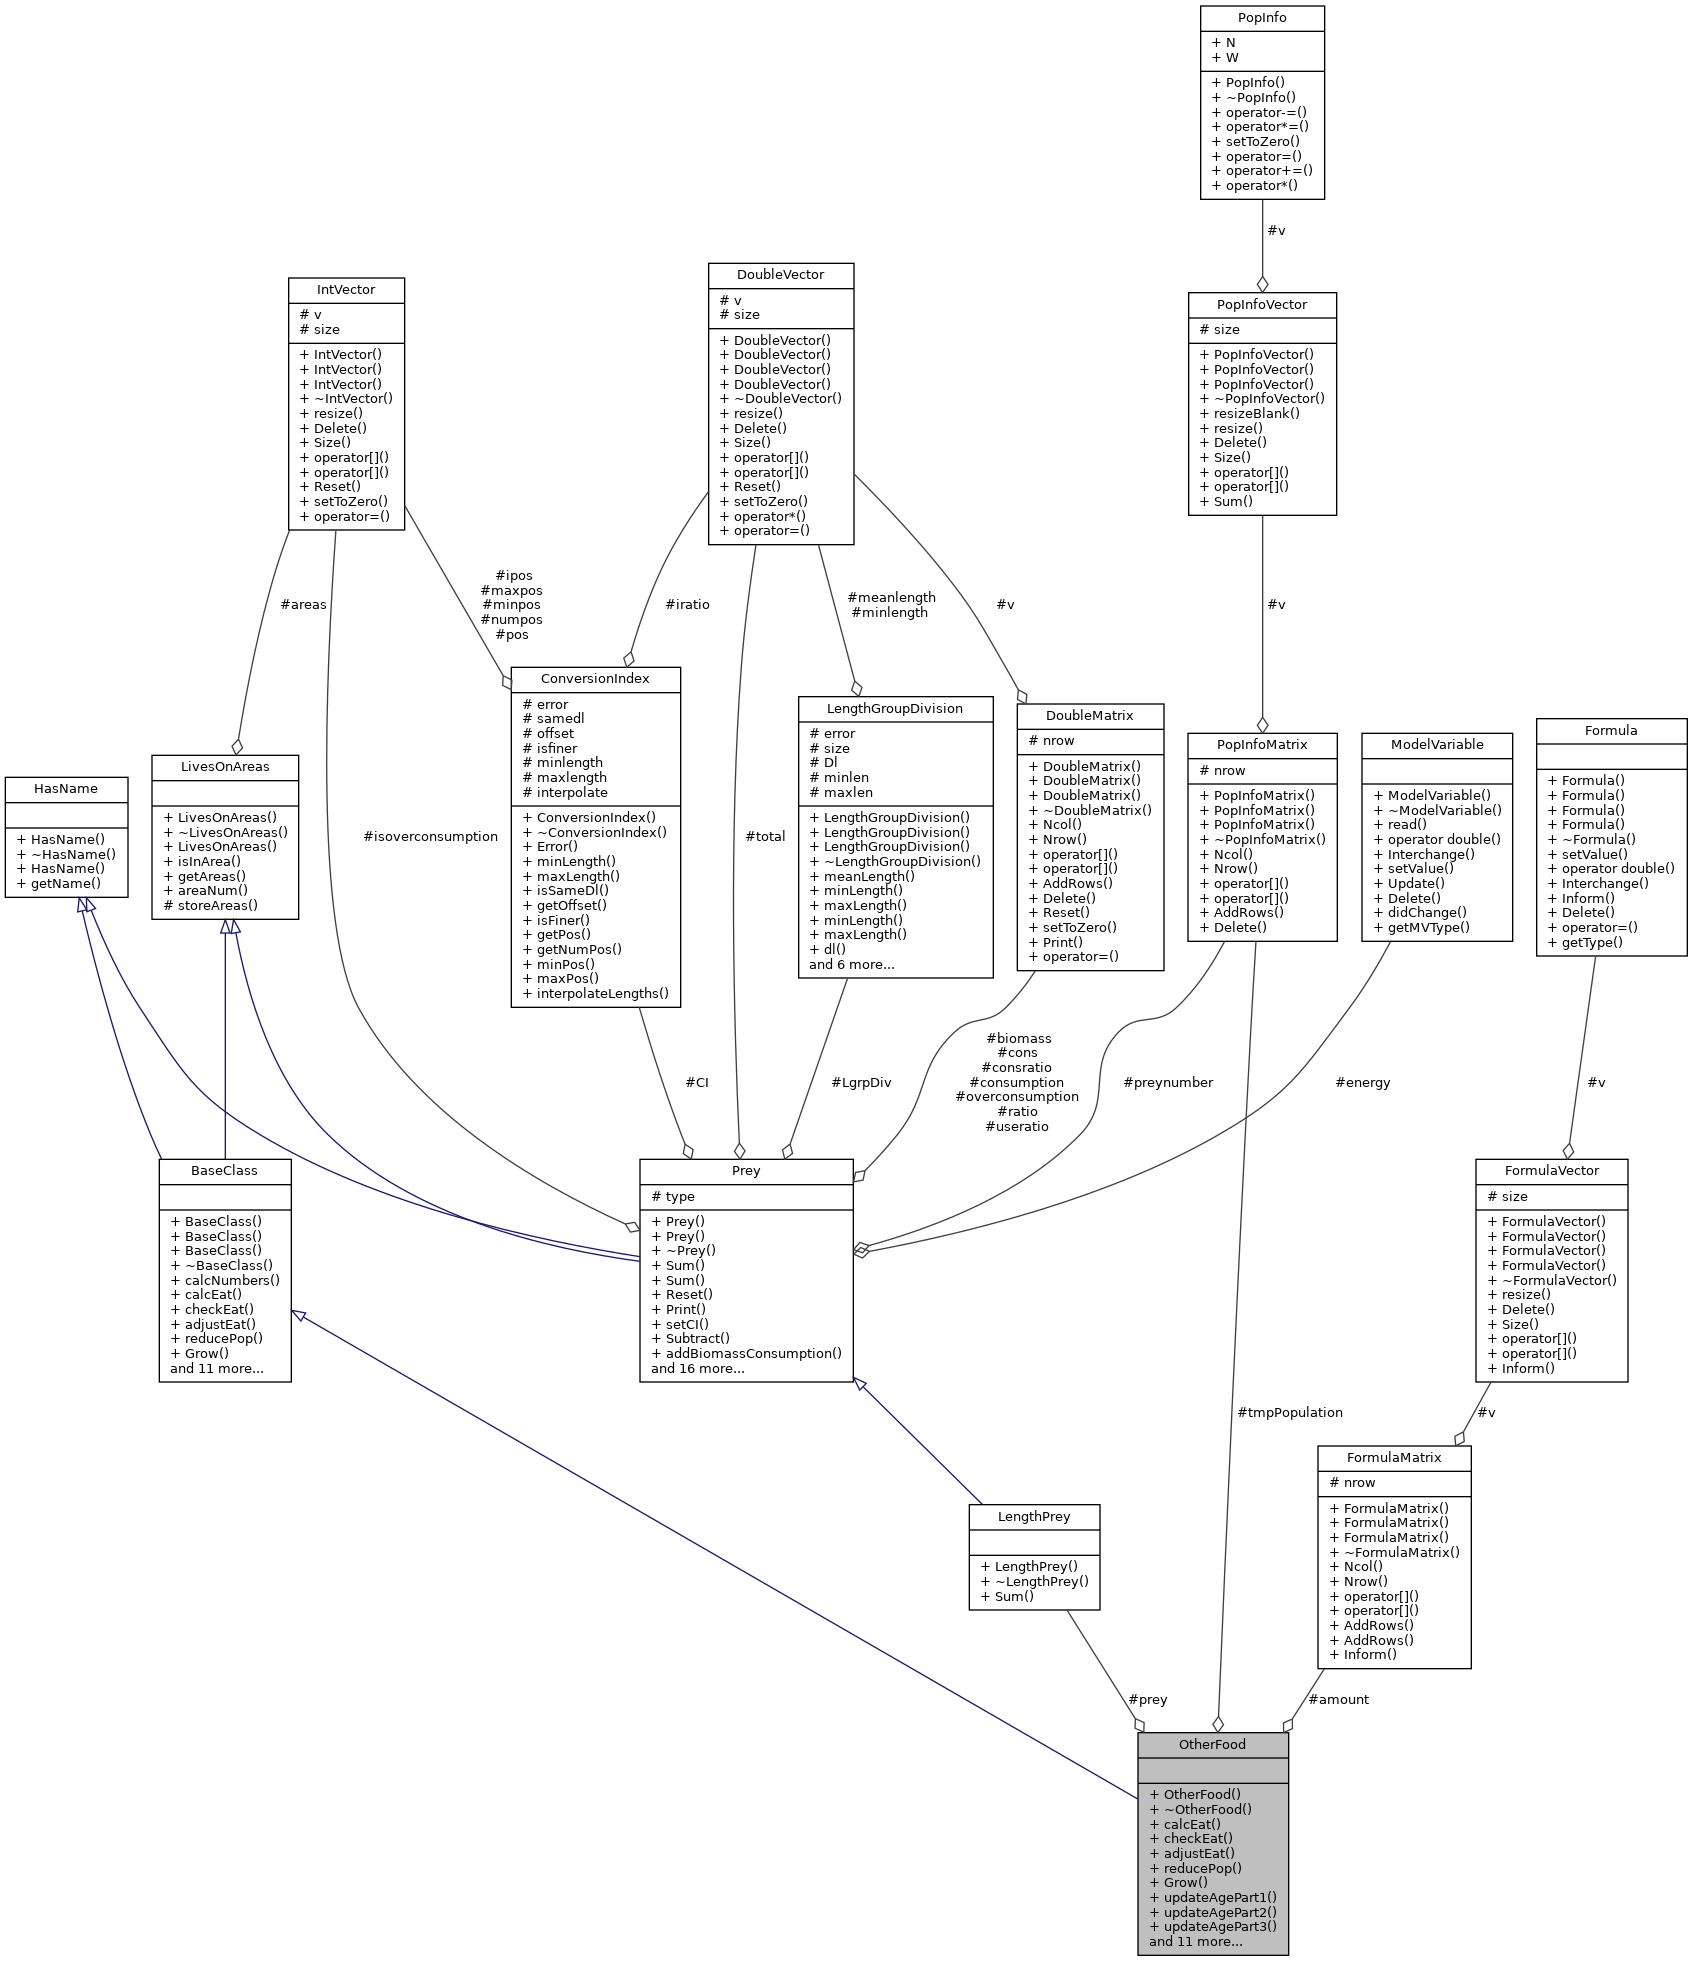 PopInfo
+ N
+ W
+ PopInfo()
+ ~PopInfo()
+ operator-=()
+ operator*=()
+ setToZero()
+ operator=()
+ operator+=()
+ operator*()
#v
IntVector
# v
# size
+ IntVector()
+ IntVector()
+ IntVector()
+ ~IntVector()
+ resize()
+ Delete()
+ Size()
+ operator[]()
+ operator[]()
+ Reset()
+ setToZero()
+ operator=()
DoubleVector
# v
# size
+ DoubleVector()
+ DoubleVector()
+ DoubleVector()
+ DoubleVector()
+ ~DoubleVector()
+ resize()
+ Delete()
+ Size()
+ operator[]()
+ operator[]()
+ Reset()
+ setToZero()
+ operator*()
+ operator=()
PopInfoVector
# size
+ PopInfoVector()
+ PopInfoVector()
+ PopInfoVector()
+ ~PopInfoVector()
+ resizeBlank()
+ resize()
+ Delete()
+ Size()
+ operator[]()
+ operator[]()
+ Sum()
#areas
#ipos
#maxpos
#minpos
#numpos
#pos
#iratio
#meanlength
#minlength
#v
#v
HasName
+ HasName()
+ ~HasName()
+ HasName()
+ getName()
LivesOnAreas
+ LivesOnAreas()
+ ~LivesOnAreas()
+ LivesOnAreas()
+ isInArea()
+ getAreas()
+ areaNum()
# storeAreas()
#isoverconsumption
ConversionIndex
# error
# samedl
# offset
# isfiner
# minlength
# maxlength
# interpolate
+ ConversionIndex()
+ ~ConversionIndex()
+ Error()
+ minLength()
+ maxLength()
+ isSameDl()
+ getOffset()
+ isFiner()
+ getPos()
+ getNumPos()
+ minPos()
+ maxPos()
+ interpolateLengths()
#total
LengthGroupDivision
# error
# size
# Dl
# minlen
# maxlen
+ LengthGroupDivision()
+ LengthGroupDivision()
+ LengthGroupDivision()
+ ~LengthGroupDivision()
+ meanLength()
+ minLength()
+ maxLength()
+ minLength()
+ maxLength()
+ dl()
and 6 more...
DoubleMatrix
# nrow
+ DoubleMatrix()
+ DoubleMatrix()
+ DoubleMatrix()
+ ~DoubleMatrix()
+ Ncol()
+ Nrow()
+ operator[]()
+ operator[]()
+ AddRows()
+ Delete()
+ Reset()
+ setToZero()
+ Print()
+ operator=()
PopInfoMatrix
# nrow
+ PopInfoMatrix()
+ PopInfoMatrix()
+ PopInfoMatrix()
+ ~PopInfoMatrix()
+ Ncol()
+ Nrow()
+ operator[]()
+ operator[]()
+ AddRows()
+ Delete()
ModelVariable
+ ModelVariable()
+ ~ModelVariable()
+ read()
+ operator double()
+ Interchange()
+ setValue()
+ Update()
+ Delete()
+ didChange()
+ getMVType()
Formula
+ Formula()
+ Formula()
+ Formula()
+ Formula()
+ ~Formula()
+ setValue()
+ operator double()
+ Interchange()
+ Inform()
+ Delete()
+ operator=()
+ getType()
#CI
#LgrpDiv
#biomass
#cons
#consratio
#consumption
#overconsumption
#ratio
#useratio
#preynumber
#energy
#v
BaseClass
+ BaseClass()
+ BaseClass()
+ BaseClass()
+ ~BaseClass()
+ calcNumbers()
+ calcEat()
+ checkEat()
+ adjustEat()
+ reducePop()
+ Grow()
and 11 more...
Prey
# type
+ Prey()
+ Prey()
+ ~Prey()
+ Sum()
+ Sum()
+ Reset()
+ Print()
+ setCI()
+ Subtract()
+ addBiomassConsumption()
and 16 more...
FormulaVector
# size
+ FormulaVector()
+ FormulaVector()
+ FormulaVector()
+ FormulaVector()
+ ~FormulaVector()
+ resize()
+ Delete()
+ Size()
+ operator[]()
+ operator[]()
+ Inform()
#tmpPopulation
#v
LengthPrey
+ LengthPrey()
+ ~LengthPrey()
+ Sum()
FormulaMatrix
# nrow
+ FormulaMatrix()
+ FormulaMatrix()
+ FormulaMatrix()
+ ~FormulaMatrix()
+ Ncol()
+ Nrow()
+ operator[]()
+ operator[]()
+ AddRows()
+ AddRows()
+ Inform()
#prey
#amount
OtherFood
+ OtherFood()
+ ~OtherFood()
+ calcEat()
+ checkEat()
+ adjustEat()
+ reducePop()
+ Grow()
+ updateAgePart1()
+ updateAgePart2()
+ updateAgePart3()
and 11 more...